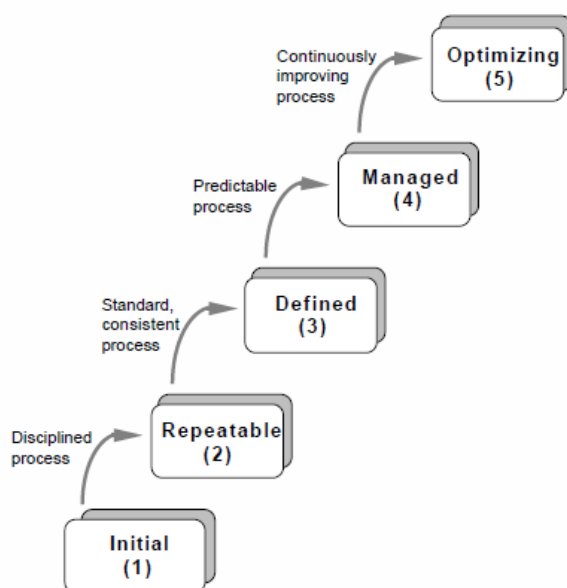 Continuously
improving
process
Optimizing
(5)
Predictable
process
Managed
(4)
Standard,
consistent
process
Defined
(3)
Disciplined
process
Repeatable
(2)
Initial
(1)